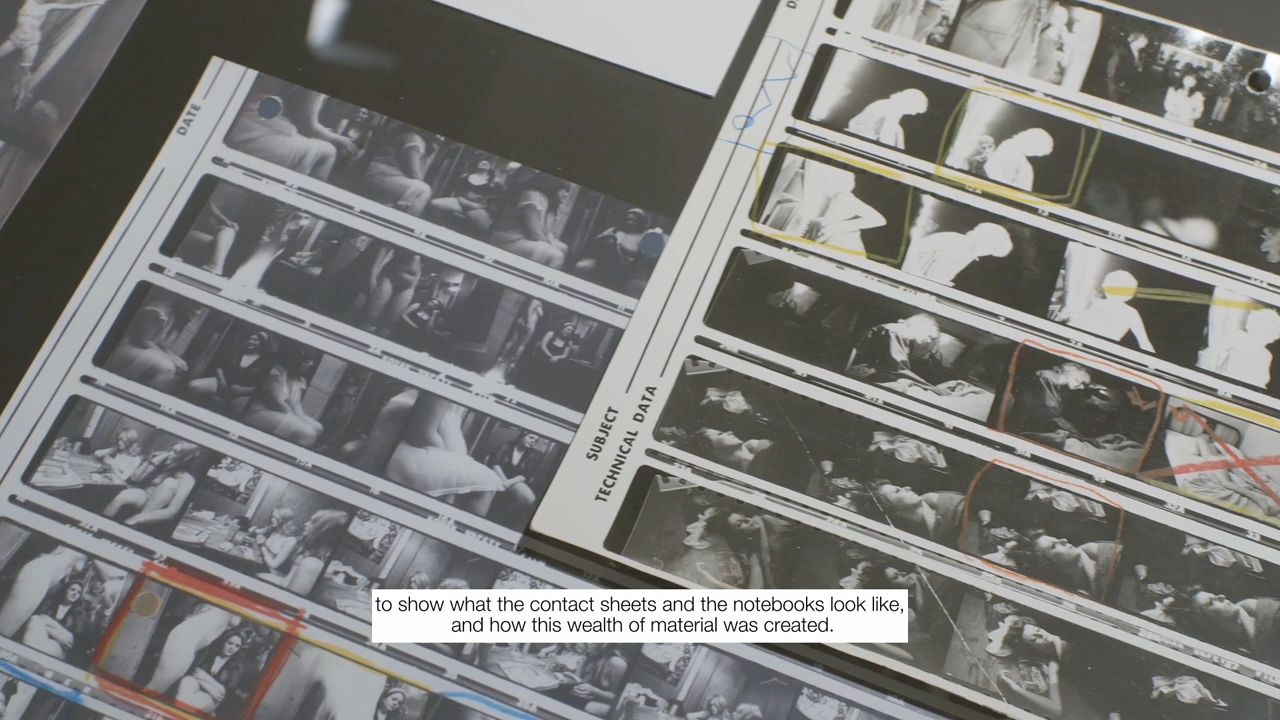 DATE
SUBJECT
TECHNICAL DATA
to show what the contact sheets and the notebooks look like,
and how this wealth of material was created.